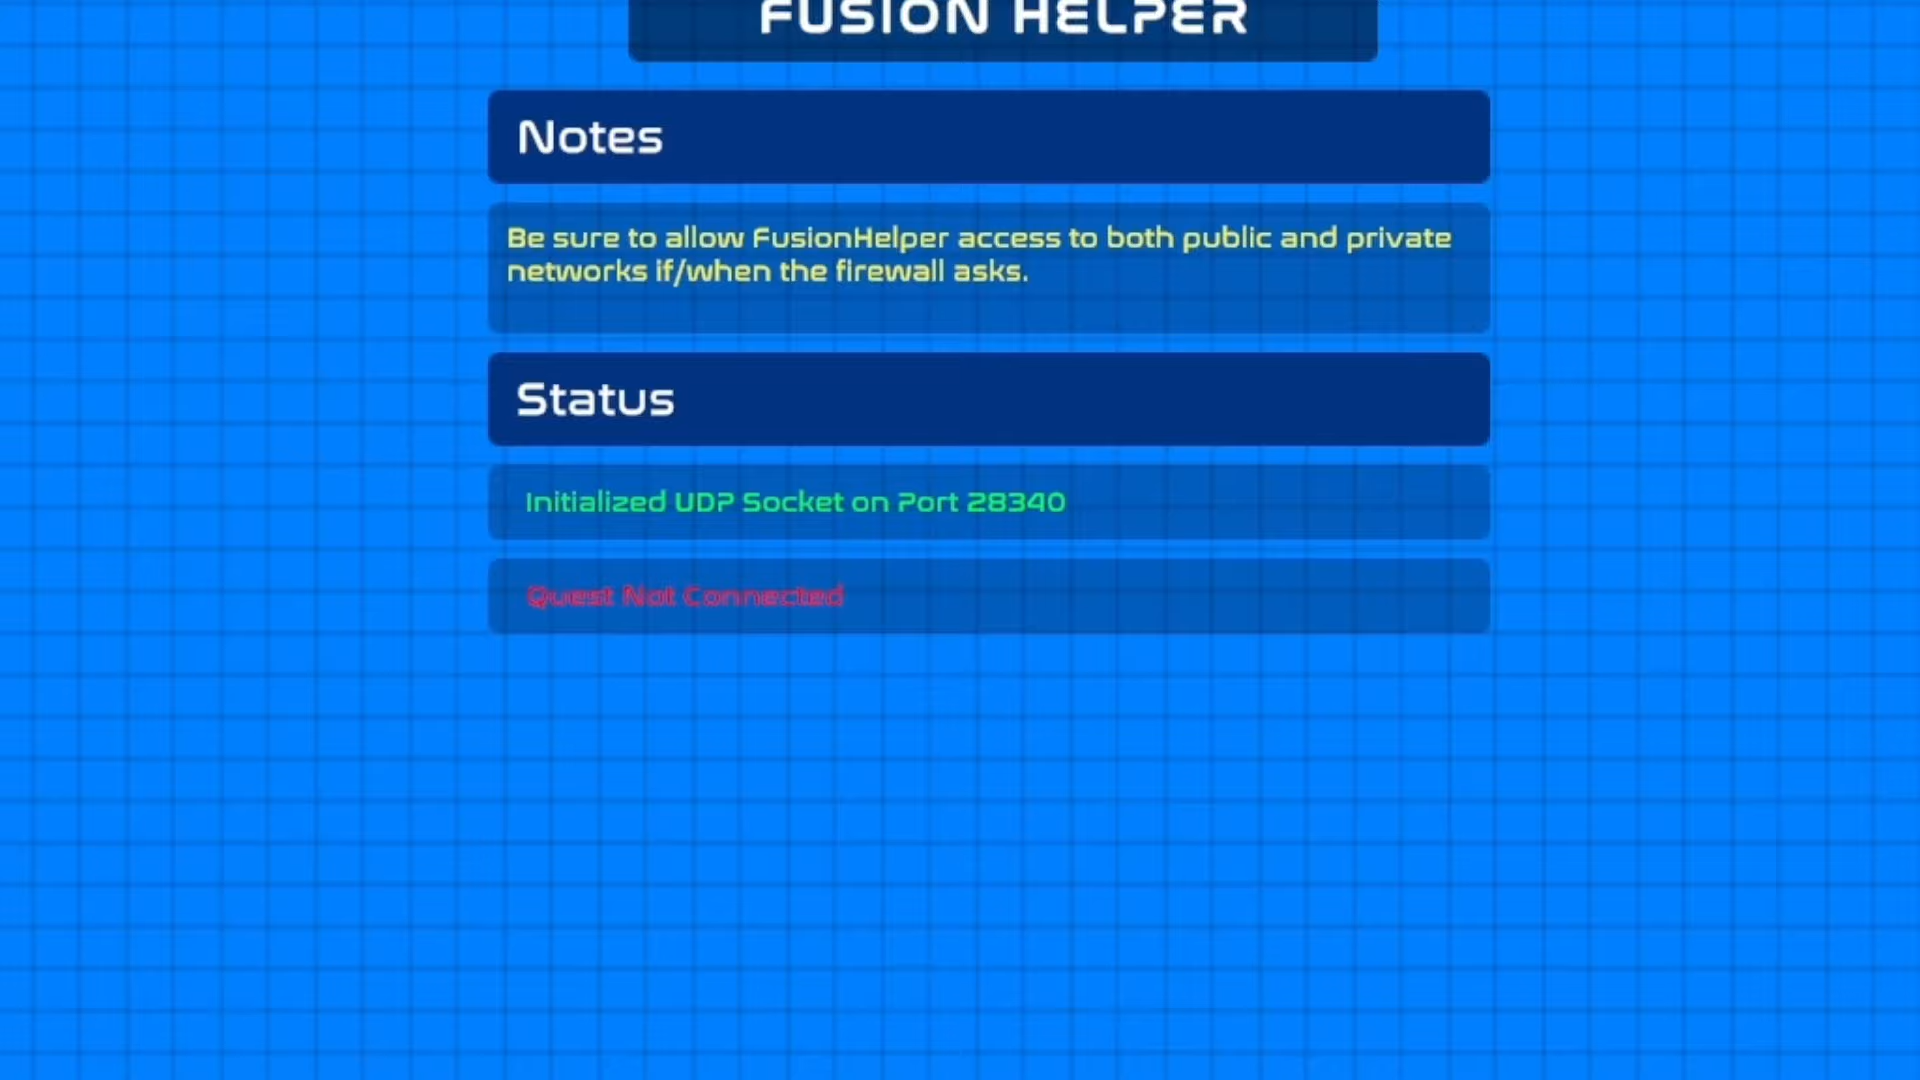 FUSION HELPER
Notes
Be sure to allow FusionHelper access to both public and private
networks if/when the firewall asks.
Status
Initialized UDP Socket on Port 28340
Quest Not Connected